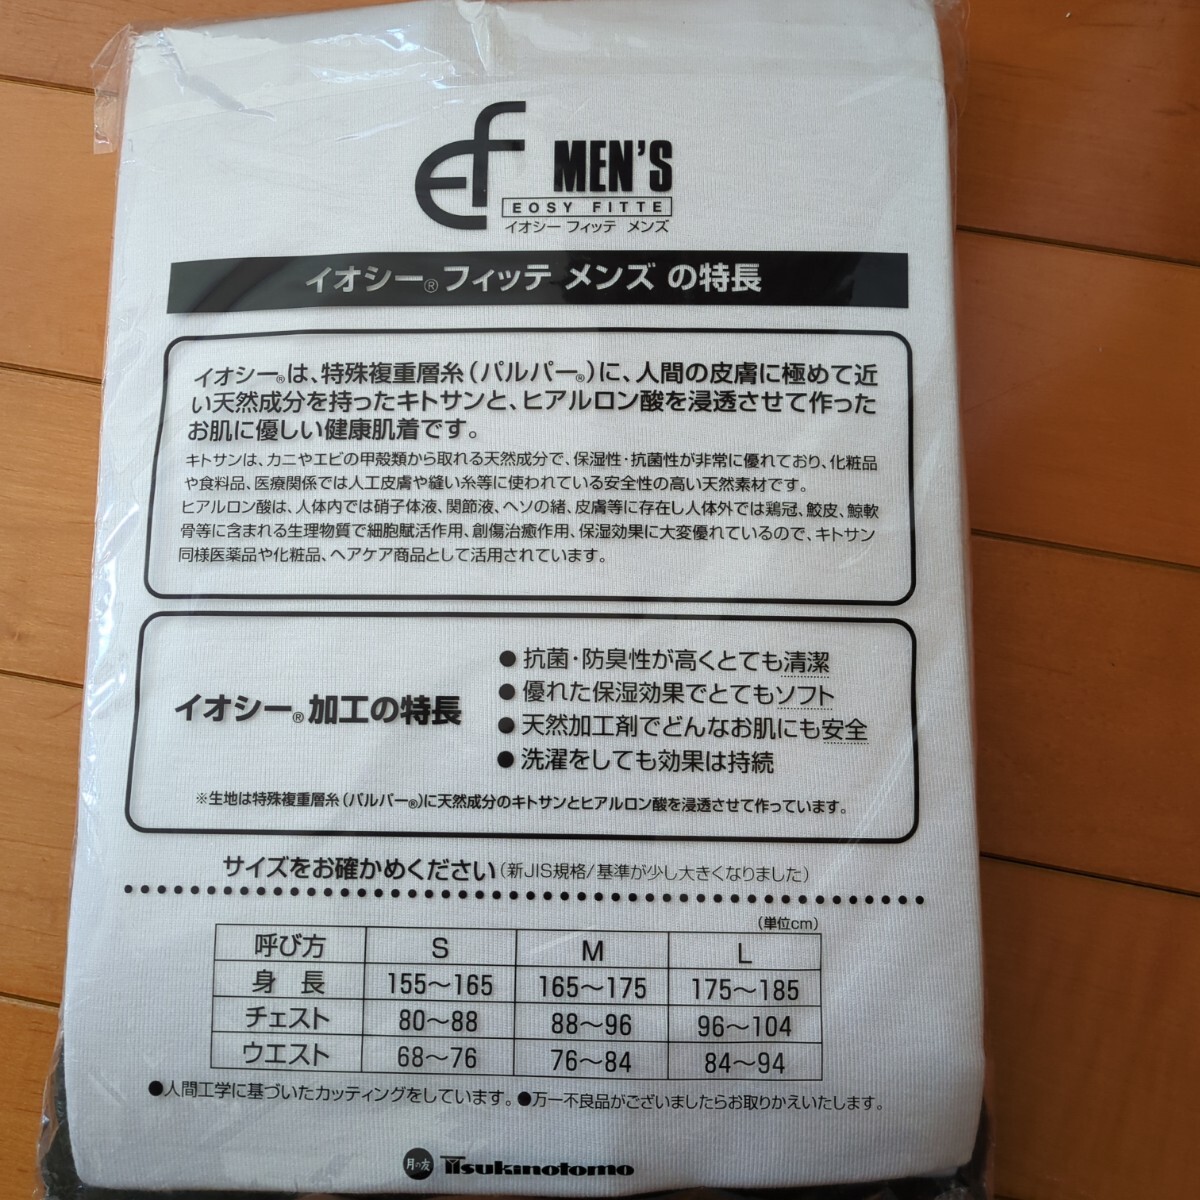 ef MEN'S
EOSY FITTE
イオシー フィッテ メンズ
イオシー®フィッテ メンズ の特長
イオシー®は、特殊複重層糸(パルパー®)に、人間の皮膚に極めて近
い天然成分を持ったキトサンと、ヒアルロン酸を浸透させて作った
お肌に優しい健康肌着です。
キトサンは、カニやエビの甲殻類から取れる天然成分で、保湿性・抗菌性が非常に優れており、化粧品
や食料品、医療関係では人工皮膚や縫い糸等に使われている安全性の高い天然素材です。
ヒアルロン酸は、人体内では硝子体液、関節液、ヘソの緒、皮膚等に存在し人体外では鶏冠、鮫皮、鯨軟
骨等に含まれる生理物質で細胞賦活作用、創傷治癒作用、保湿効果に大変優れているので、キトサン
同様医薬品や化粧品、ヘアケア商品として活用されています。
イオシー®加工の特長
●抗菌・防臭性が高くとても清潔
●優れた保湿効果でとてもソフト
●天然加工剤でどんなお肌にも安全
●洗濯をしても効果は持続
※生地は特殊複重層糸(パルパー®)に天然成分のキトサンとヒアルロン酸を浸透させて作っています。
サイズをお確かめください(新JIS規格/基準が少し大きくなりました)
(単位cm)
呼び方 S M L
身長 155〜165 165〜175 175〜185
チェスト 80〜88 88〜96 96〜104
ウエスト 68〜76 76〜84 84〜94
●人間工学に基づいたカッティングをしています。●万一不良品がございましたらお取りかえいたします。
月の友 Tsukinotomo